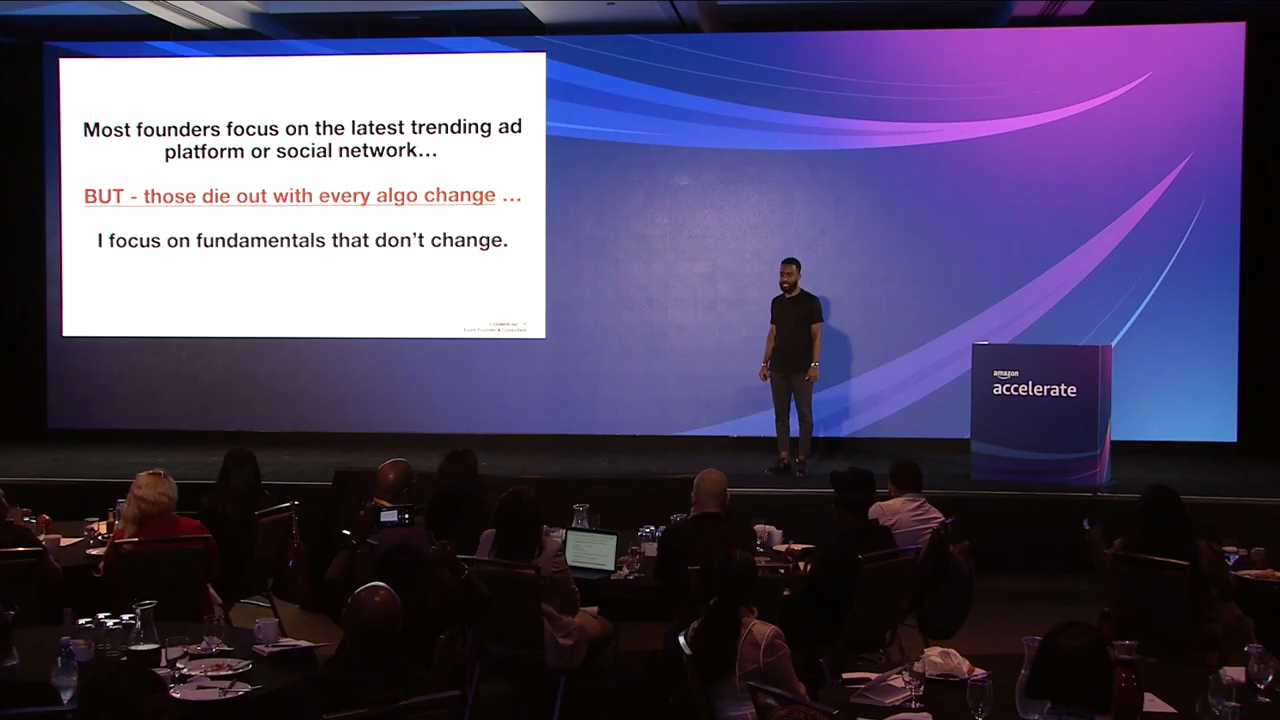 Most founders focus on the latest trending ad
platform or social network…
BUT - those die out with every algo change …
I focus on fundamentals that don’t change.
amazon
accelerate